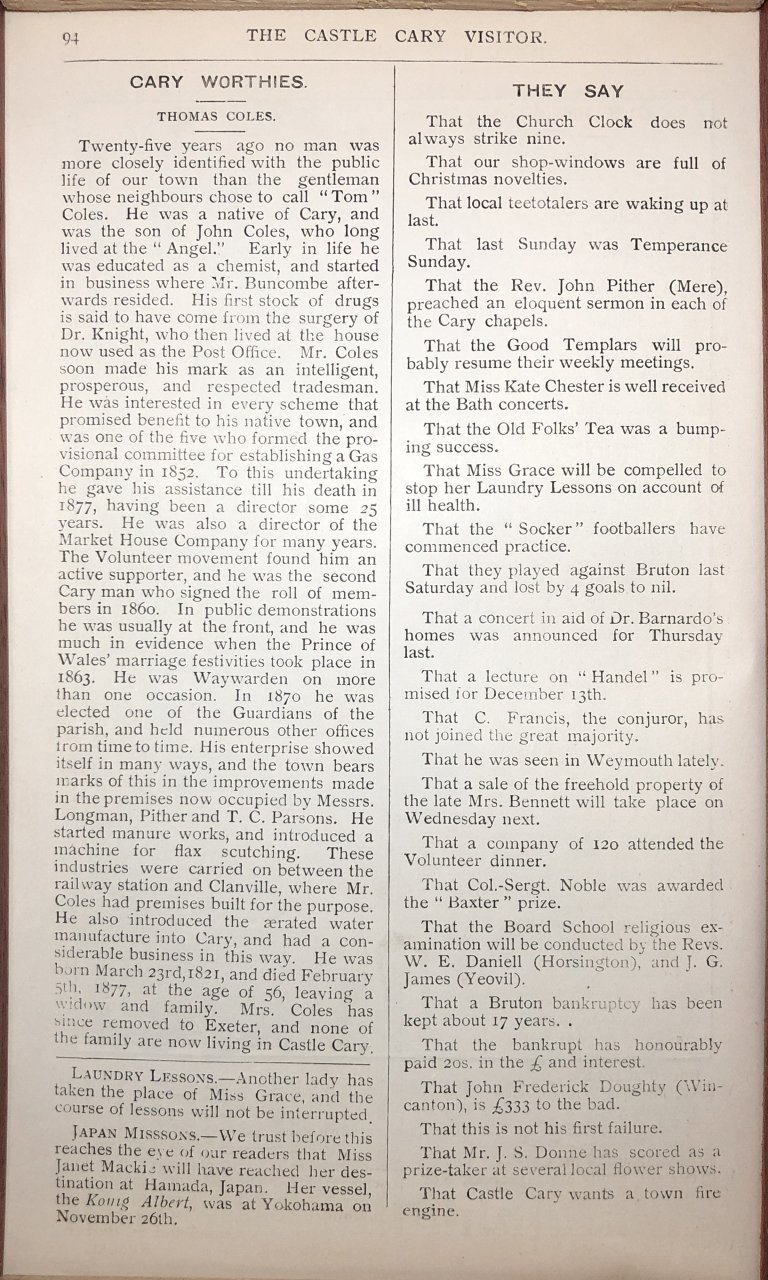 94
THE CASTLE CARY VISITOR.
CARY WORTHIES.
THOMAS COLES.
Twenty-five years ago no man was
more closely identified with the public
life of our town than the gentleman
whose neighbours chose to call “Tom”
Coles. He was a native of Cary, and
was the son of John Coles, who long
lived at the “ Angel.” Early in life he
was educated as a chemist, and started
in business where Mr. Buncombe after-
wards resided. His first stock of drugs
is said to have come from the surgery of
Dr. Knight, who then lived at the house
now used as the Post Office. Mr. Coles
soon made his mark as an intelligent,
prosperous, and respected tradesman.
He was interested in every scheme that
promised benefit to his native town, and
was one of the five who formed the pro-
visional committee for establishing a Gas
Company in 1852. To this undertaking
he gave his assistance till his death in
1877, having been a director some 25
years. He was also a director of the
Market House Company for many years.
The Volunteer movement found him an
active supporter, and he was the second
Cary man who signed the roll of mem-
bers in 1860. In public demonstrations
he was usually at the front, and he was
much in evidence when the Prince of
Wales’ marriage festivities took place in
1863. He was Waywarden on more
than one occasion. In 1870 he was
elected one of the Guardians of the
parish, and held numerous other offices
from time to time. His enterprise showed
itself in many ways, and the town bears
marks of this in the improvements made
in the premises now occupied by Messrs.
Longman, Pither and T. C. Parsons. He
started manure works, and introduced a
machine for flax scutching. These
industries were carried on between the
railway station and Clanville, where Mr.
Coles had premises built for the purpose.
He also introduced the ærated water
manufacture into Cary, and had a con-
siderable business in this way. He was
born March 23rd, 1821, and died February
5th, 1877, at the age of 56, leaving a
widow and family. Mrs. Coles has
since removed to Exeter, and none of
the family are now living in Castle Cary.
LAUNDRY LESSONS.—Another lady has
taken the place of Miss Grace, and the
course of lessons will not be interrupted.
JAPAN MISSSONS.—We trust before this
reaches the eye of our readers that Miss
Janet Mackie will have reached her des-
tination at Hamada, Japan. Her vessel,
the Konig Albert, was at Yokohama on
November 26th.
THEY SAY
That the Church Clock does not
always strike nine.
That our shop-windows are full of
Christmas novelties.
That local teetotalers are waking up at
last.
That last Sunday was Temperance
Sunday.
That the Rev. John Pither (Mere),
preached an eloquent sermon in each of
the Cary chapels.
That the Good Templars will pro-
bably resume their weekly meetings.
That Miss Kate Chester is well received
at the Bath concerts.
That the Old Folks’ Tea was a bump-
ing success.
That Miss Grace will be compelled to
stop her Laundry Lessons on account of
ill health.
That the “ Socker” footballers have
commenced practice.
That they played against Bruton last
Saturday and lost by 4 goals to nil.
That a concert in aid of Dr. Barnardo’s
homes was announced for Thursday
last.
That a lecture on “ Handel” is pro-
mised for December 13th.
That C. Francis, the conjuror, has
not joined the great majority.
That he was seen in Weymouth lately.
That a sale of the freehold property of
the late Mrs. Bennett will take place on
Wednesday next.
That a company of 120 attended the
Volunteer dinner.
That Col.-Sergt. Noble was awarded
the “ Baxter ” prize.
That the Board School religious ex-
amination will be conducted by the Revs.
W. E. Daniell (Horsington), and J. G.
James (Yeovil).
That a Bruton bankruptcy has been
kept about 17 years. .
That the bankrupt has honourably
paid 20s. in the £ and interest.
That John Frederick Doughty (Win-
canton), is £333 to the bad.
That this is not his first failure.
That Mr. J. S. Donne has scored as a
prize-taker at several local flower shows.
That Castle Cary wants a town fire
engine.